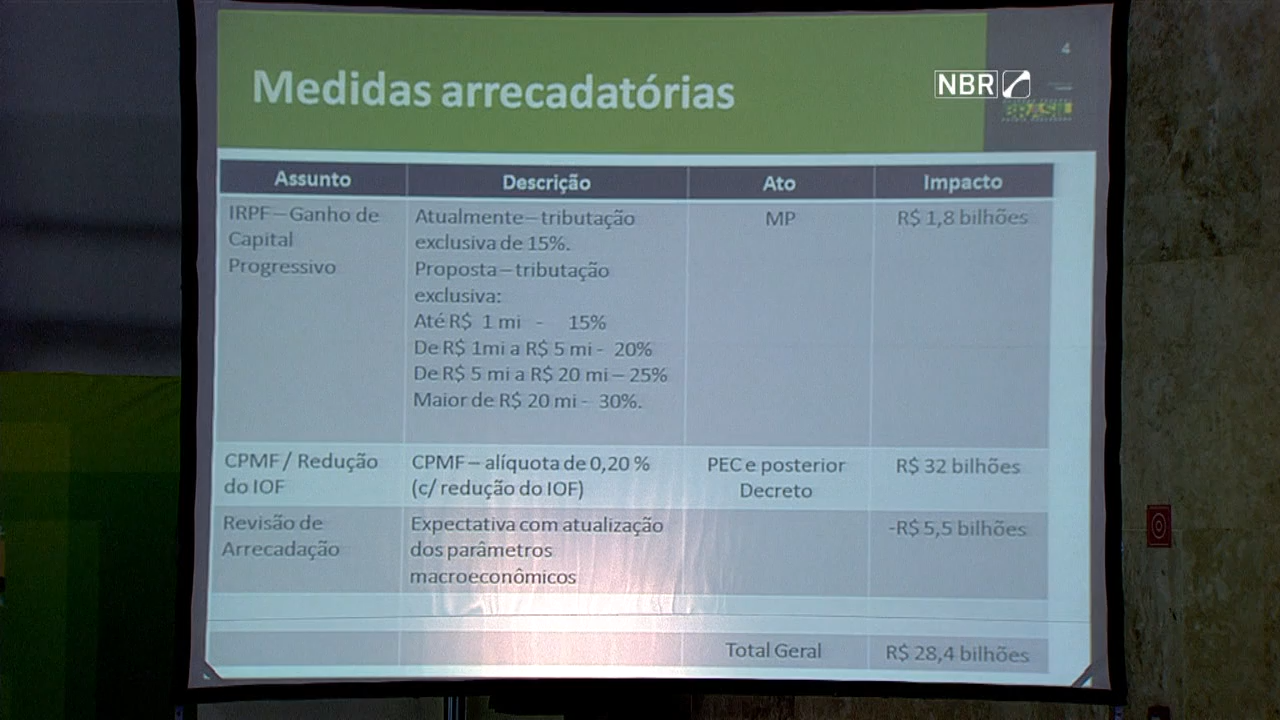 4
Medidas arrecadatórias
NBR
BRASIL
Assunto Descrição Ato Impacto
IRPF – Ganho de Capital Progressivo
Atualmente – tributação
exclusiva de 15%.
Proposta – tributação
exclusiva:
Até R$ 1 mi - 15%
De R$ 1mi a R$ 5 mi - 20%
De R$ 5 mi a R$ 20 mi – 25%
Maior de R$ 20 mi - 30%.
MP
R$ 1,8 bilhões
CPMF / Redução
do IOF
CPMF – alíquota de 0,20 %
(c/ redução do IOF)
PEC e posterior
Decreto
R$ 32 bilhões
Revisão de
Arrecadação
Expectativa com atualização
dos parâmetros
macroeconômicos
-R$ 5,5 bilhões
Total Geral R$ 28,4 bilhões